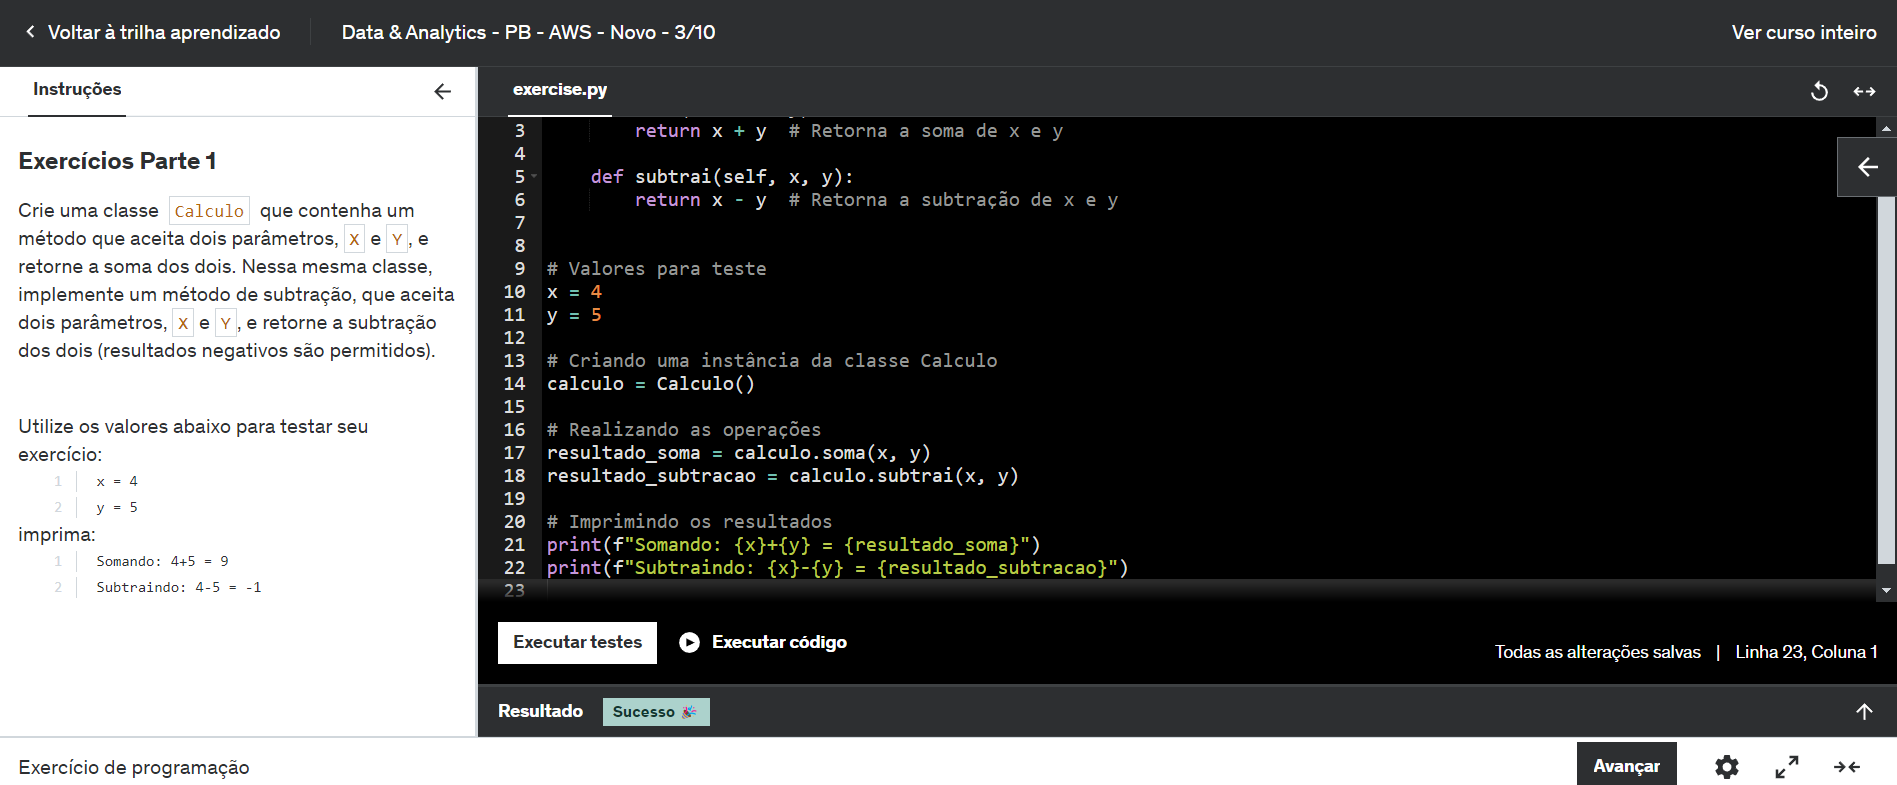 Voltar à trilha aprendizado
Data & Analytics - PB - AWS - Novo - 3/10
Ver curso inteiro
Instruções
Exercícios Parte 1
Crie uma classe Calculo que contenha um
método que aceita dois parâmetros, X e Y, e
retorne a soma dos dois. Nessa mesma classe,
implemente um método de subtração, que aceita
dois parâmetros, X e Y, e retorne a subtração
dos dois (resultados negativos são permitidos).
Utilize os valores abaixo para testar seu
exercício:
1 x = 4
2 y = 5
imprima:
1 Somando: 4+5 = 9
2 Subtraindo: 4-5 = -1
exercise.py
3         return x + y  # Retorna a soma de x e y
4
5     def subtrai(self, x, y):
6         return x - y  # Retorna a subtração de x e y
7
8
9 # Valores para teste
10 x = 4
11 y = 5
12
13 # Criando uma instância da classe Calculo
14 calculo = Calculo()
15
16 # Realizando as operações
17 resultado_soma = calculo.soma(x, y)
18 resultado_subtracao = calculo.subtrai(x, y)
19
20 # Imprimindo os resultados
21 print(f"Somando: {x}+{y} = {resultado_soma}")
22 print(f"Subtraindo: {x}-{y} = {resultado_subtracao}")
23
Executar testes
Executar código
Todas as alterações salvas | Linha 23, Coluna 1
Resultado
Sucesso 🎉
Exercício de programação
Avançar